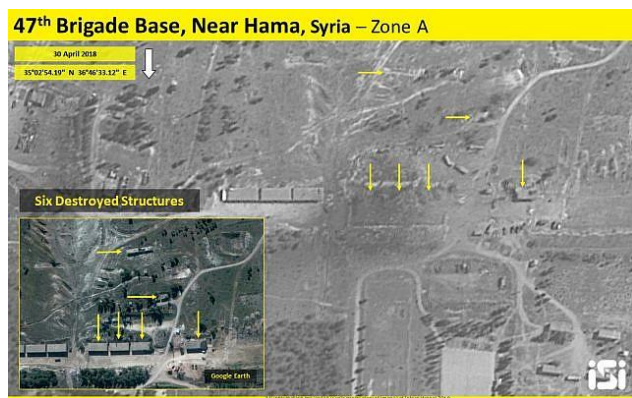 47th Brigade Base, Near Hama, Syria – Zone A
30 April 2018
35°02'54.19" N 36°46'33.12" E
Six Destroyed Structures
Google Earth
iSi